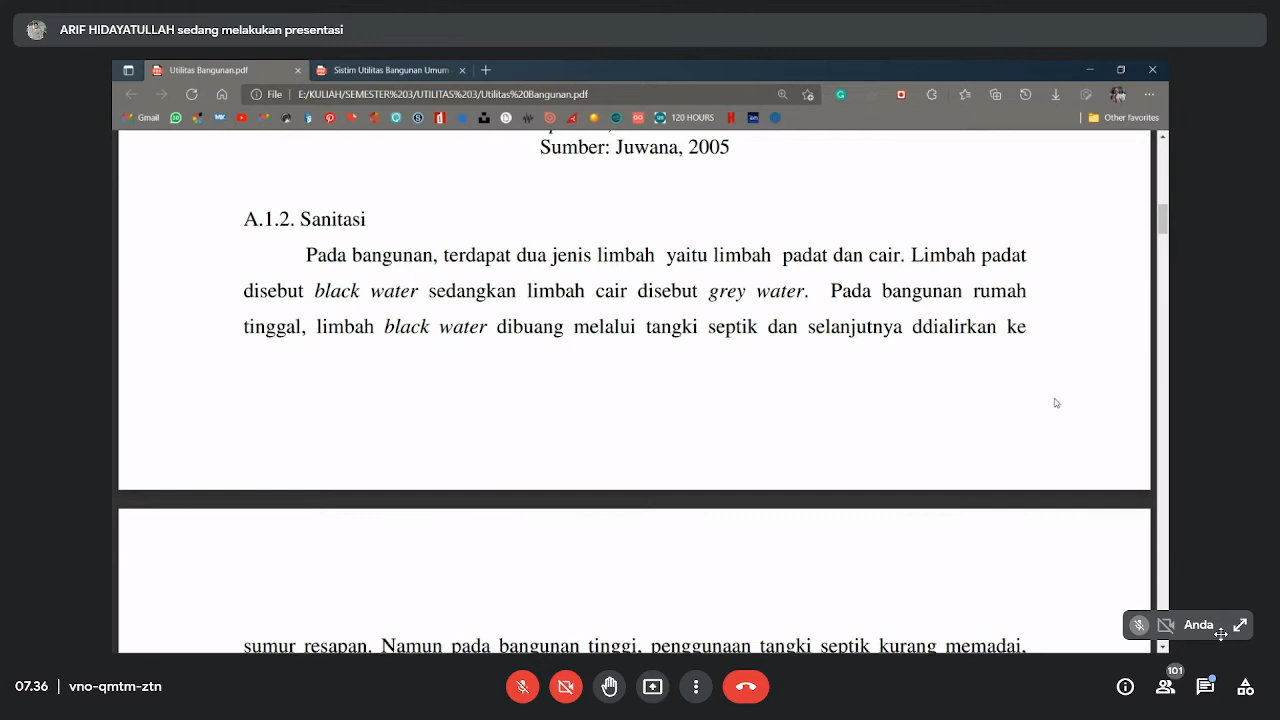 ARIF HIDAYATULLAH sedang melakukan presentasi
Utilitas Bangunan.pdf
Sistim Utilitas Bangunan Umum
File
E:/KULIAH/SEMESTER%203/UTILITAS%203/Utilitas%20Bangunan.pdf
Gmail
120 HOURS
Other favorites
Sumber: Juwana, 2005
A.1.2. Sanitasi
Pada bangunan, terdapat dua jenis limbah yaitu limbah padat dan cair. Limbah padat
disebut black water sedangkan limbah cair disebut grey water. Pada bangunan rumah
tinggal, limbah black water dibuang melalui tangki septik dan selanjutnya ddialirkan ke
sumur resapan. Namun pada bangunan tinggi, penggunaan tangki septik kurang memadai,
Anda
07.36 | vno-qmtm-ztn
101